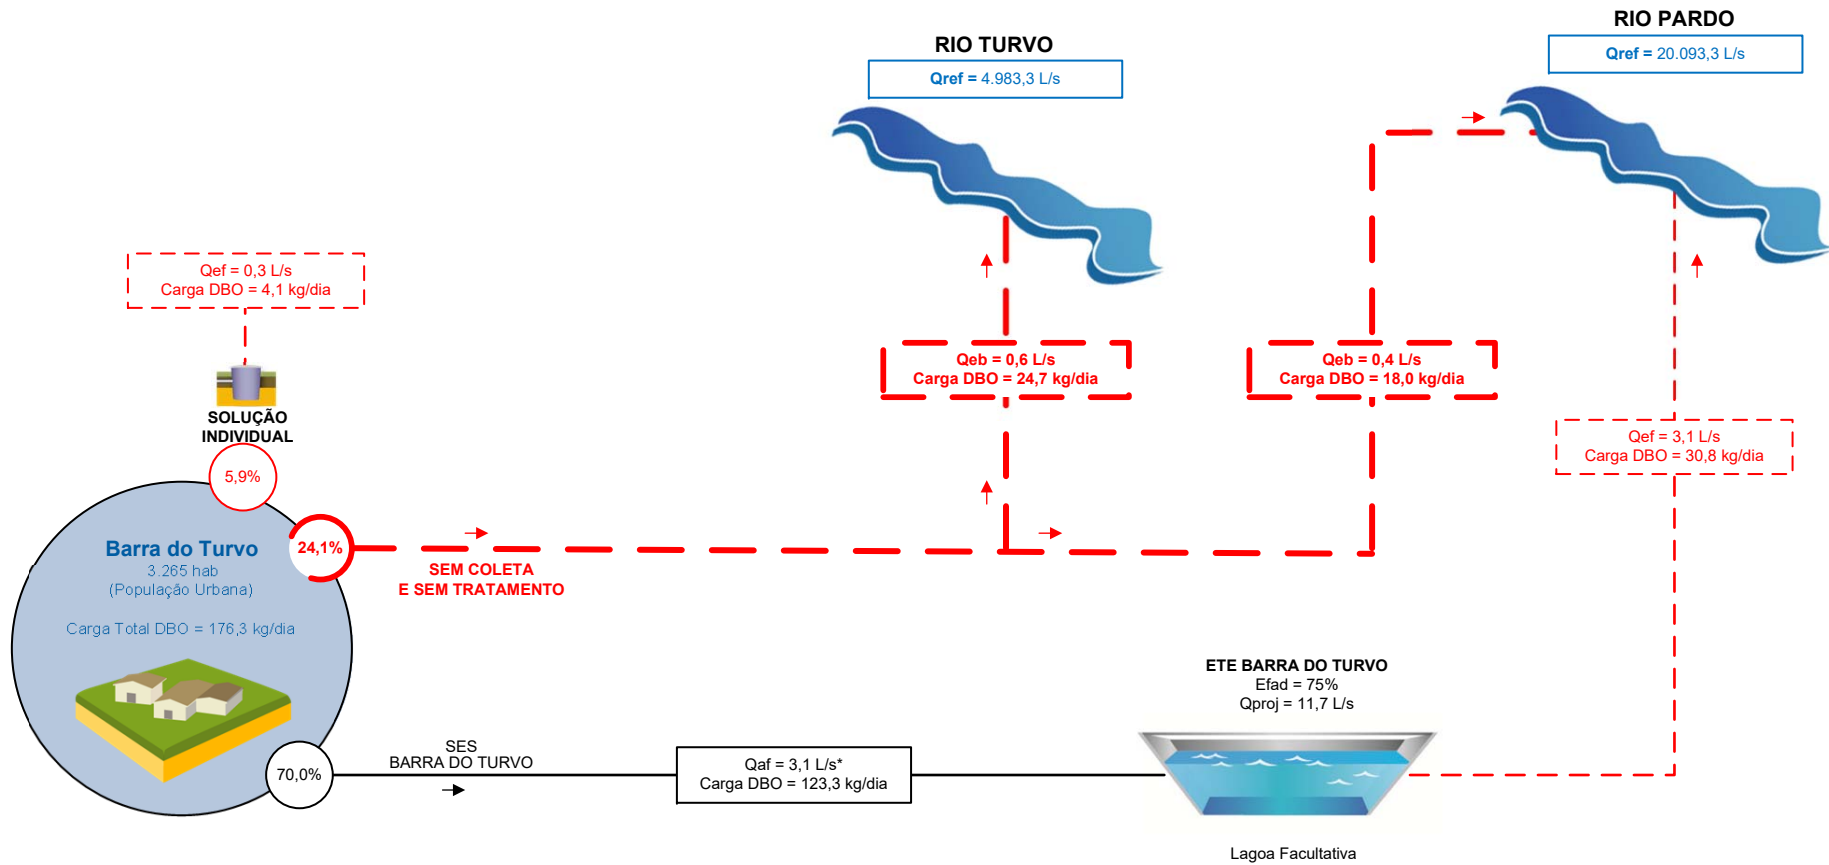 RIO PARDO
Qref = 20.093,3 L/s
RIO TURVO
Qref = 4.983,3 L/s
Qef = 0,3 L/s
Carga DBO = 4,1 kg/dia
SOLUÇÃO
INDIVIDUAL
5,9%
Qeb = 0,6 L/s
Carga DBO = 24,7 kg/dia
Qeb = 0,4 L/s
Carga DBO = 18,0 kg/dia
Qef = 3,1 L/s
Carga DBO = 30,8 kg/dia
24,1%
SEM COLETA
E SEM TRATAMENTO
Barra do Turvo
3.265 hab
(População Urbana)
Carga Total DBO = 176,3 kg/dia
70,0%
SES
BARRA DO TURVO
Qaf = 3,1 L/s*
Carga DBO = 123,3 kg/dia
ETE BARRA DO TURVO
Efad = 75%
Qproj = 11,7 L/s
Lagoa Facultativa